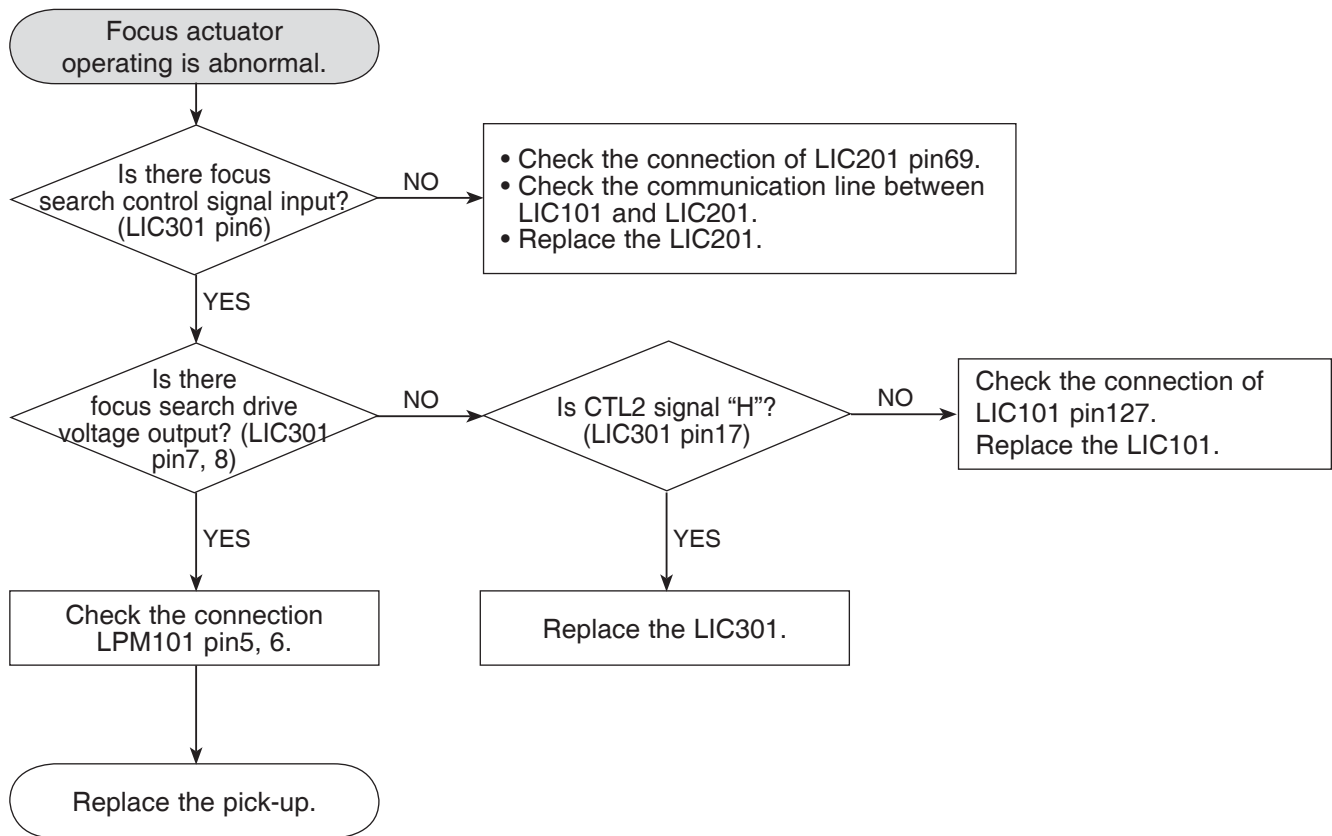 Focus actuator
operating is abnormal.
Is there focus
search control signal input?
(LIC301 pin6)
NO
• Check the connection of LIC201 pin69.
• Check the communication line between
LIC101 and LIC201.
• Replace the LIC201.
YES
Is there
focus search drive
voltage output? (LIC301
pin7, 8)
NO
Is CTL2 signal “H”?
(LIC301 pin17)
NO
Check the connection of
LIC101 pin127.
Replace the LIC101.
YES
YES
Check the connection
LPM101 pin5, 6.
Replace the LIC301.
Replace the pick-up.